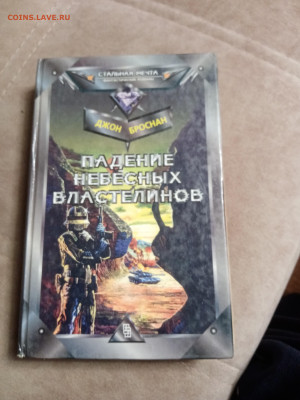 COINS.LAVE.RU
СТАЛЬНАЯ МЕЧТА
ДЖОН БРОСНАН
ПАДЕНИЕ
НЕБЕСНЫХ
ВЛАСТЕЛИНОВ